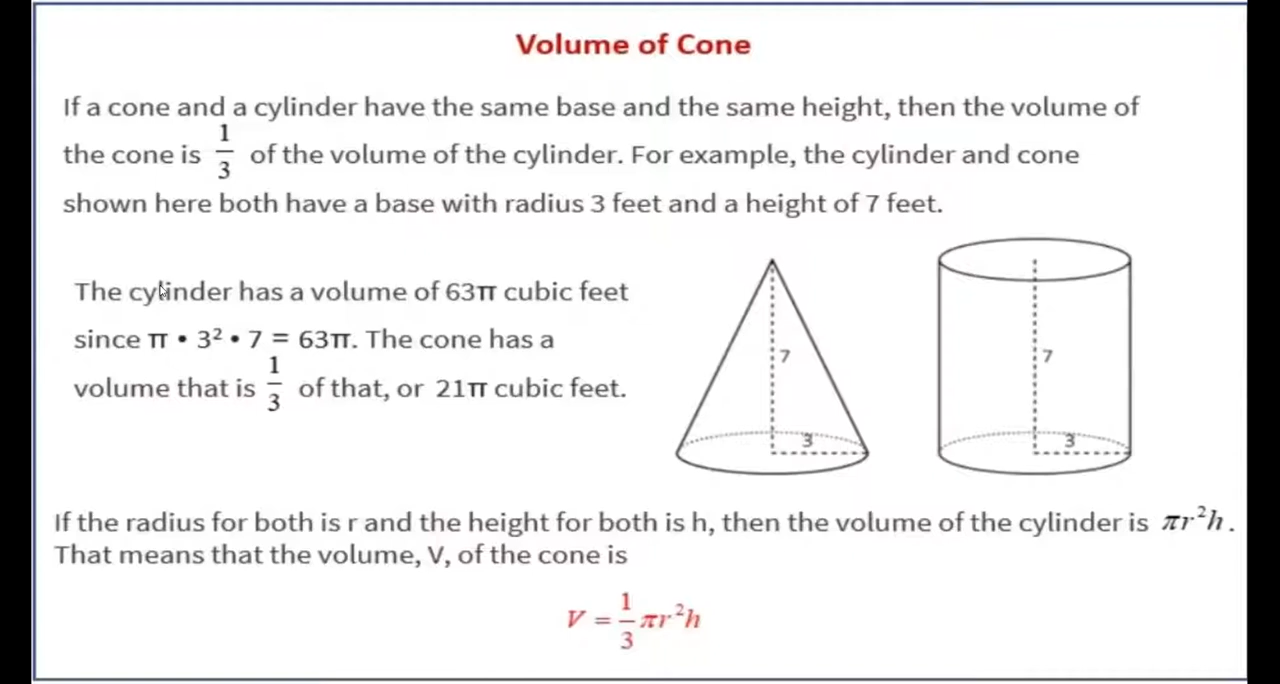 Volume of Cone
If a cone and a cylinder have the same base and the same height, then the volume of
the cone is 1/3 of the volume of the cylinder. For example, the cylinder and cone
shown here both have a base with radius 3 feet and a height of 7 feet.
The cylinder has a volume of 63π cubic feet
since π • 3² • 7 = 63π. The cone has a
volume that is 1/3 of that, or 21π cubic feet.
7
3
7
3
If the radius for both is r and the height for both is h, then the volume of the cylinder is πr²h.
That means that the volume, V, of the cone is
V = 1/3 πr²h